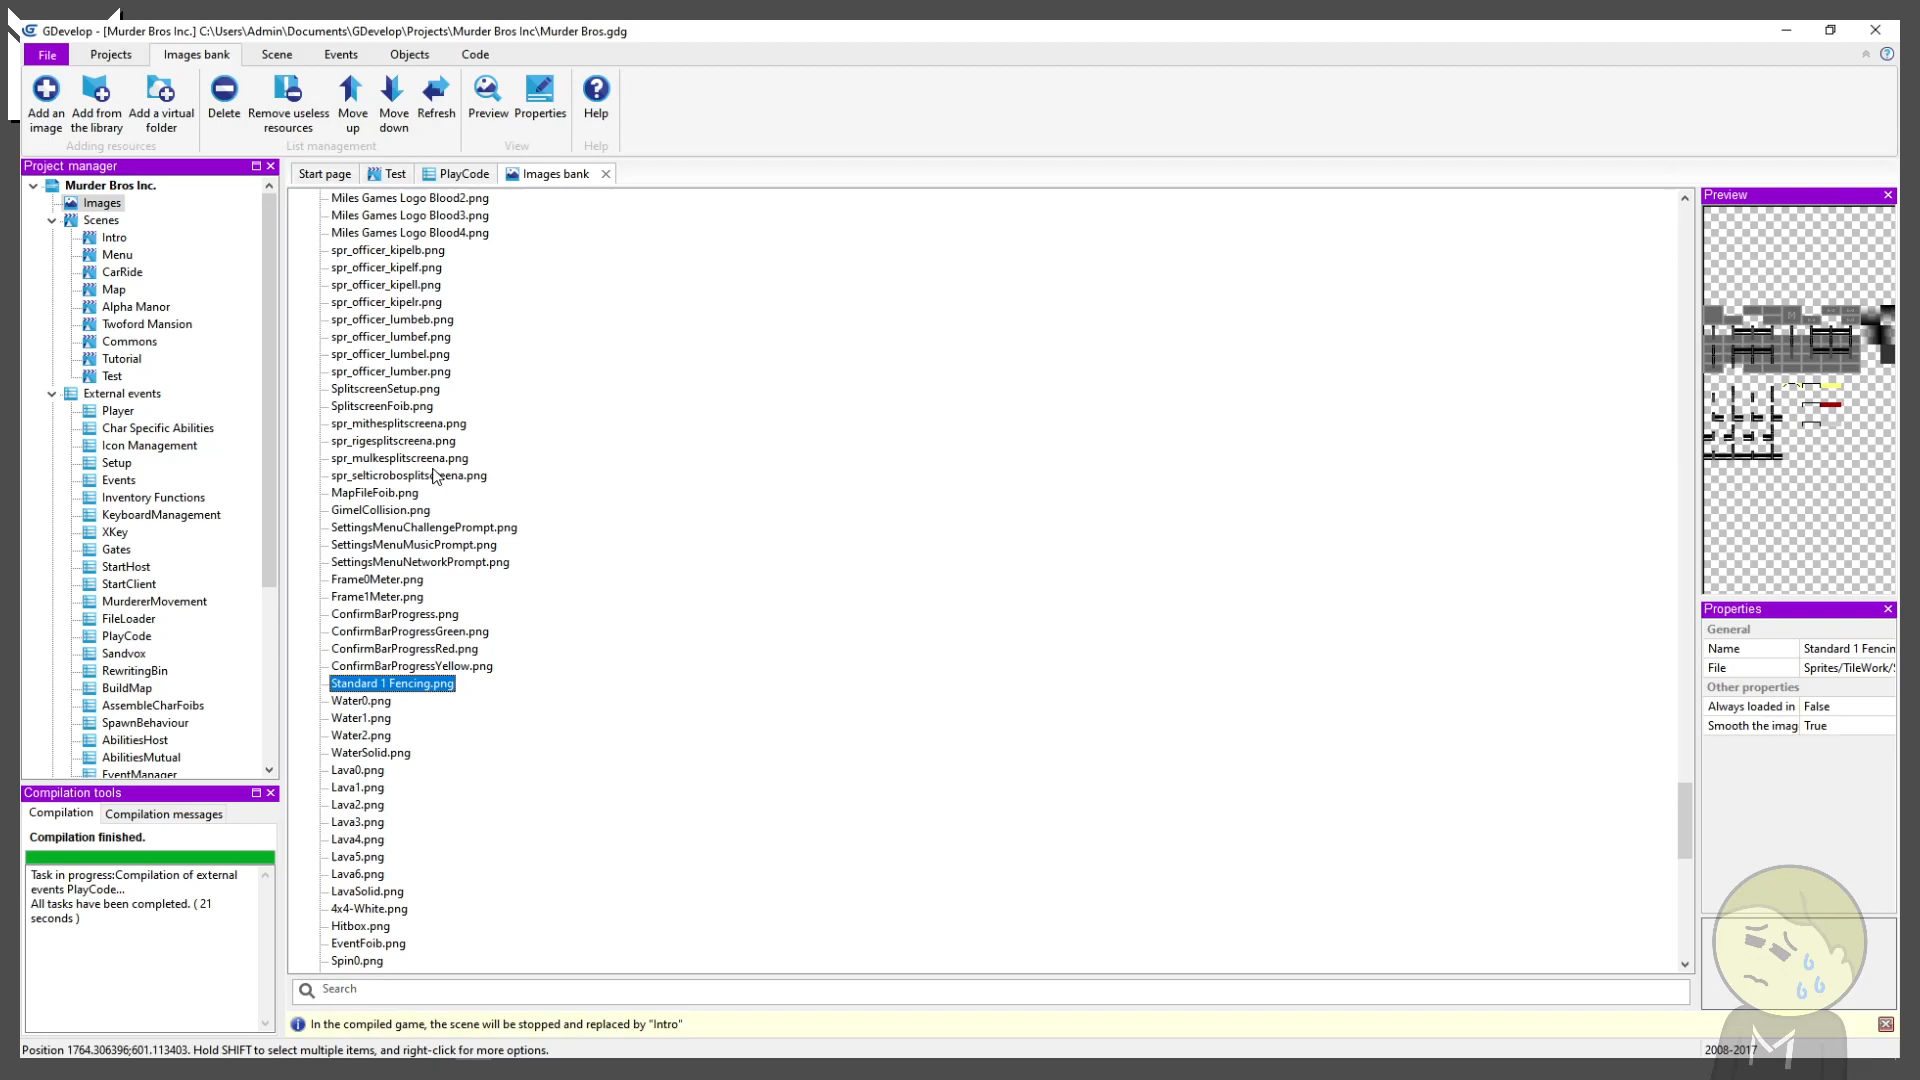 GDevelop - [Murder Bros Inc.] C:\Users\Admin\Documents\GDevelop\Projects\Murder Bros Inc\Murder Bros.gdg
File
Projects
Images bank
Scene
Events
Objects
Code
Add an image
Add from the library
Add a virtual folder
Delete
Remove useless resources
Move up
Move down
Refresh
Preview
Properties
Help
Adding resources
List management
View
Help
Project manager
Murder Bros Inc.
Images
Scenes
Intro
Menu
CarRide
Map
Alpha Manor
Twoford Mansion
Commons
Tutorial
Test
External events
Player
Char Specific Abilities
Icon Management
Setup
Events
Inventory Functions
KeyboardManagement
XKey
Gates
StartHost
StartClient
MurdererMovement
FileLoader
PlayCode
Sandvox
RewritingBin
BuildMap
AssembleCharFoibs
SpawnBehaviour
AbilitiesHost
AbilitiesMutual
EventManager
Compilation tools
Compilation
Compilation messages
Compilation finished.
Task in progress:Compilation of external
events PlayCode...
All tasks have been completed. ( 21
seconds )
Start page
Test
PlayCode
Images bank
Miles Games Logo Blood2.png
Miles Games Logo Blood3.png
Miles Games Logo Blood4.png
spr_officer_kipelb.png
spr_officer_kipelf.png
spr_officer_kipell.png
spr_officer_kipelr.png
spr_officer_lumbeb.png
spr_officer_lumbef.png
spr_officer_lumbel.png
spr_officer_lumber.png
SplitscreenSetup.png
SplitscreenFoib.png
spr_mithesplitscreena.png
spr_rigesplitscreena.png
spr_mulkesplitscreena.png
spr_selticrobosplitscreena.png
MapFileFoib.png
GimelCollision.png
SettingsMenuChallengePrompt.png
SettingsMenuMusicPrompt.png
SettingsMenuNetworkPrompt.png
Frame0Meter.png
Frame1Meter.png
ConfirmBarProgress.png
ConfirmBarProgressGreen.png
ConfirmBarProgressRed.png
ConfirmBarProgressYellow.png
Standard 1 Fencing.png
Water0.png
Water1.png
Water2.png
WaterSolid.png
Lava0.png
Lava1.png
Lava2.png
Lava3.png
Lava4.png
Lava5.png
Lava6.png
LavaSolid.png
4x4-White.png
Hitbox.png
EventFoib.png
Spin0.png
Search
In the compiled game, the scene will be stopped and replaced by "Intro"
Preview
Properties
General
Name Standard 1 Fencin
File Sprites/TileWork/
Other properties
Always loaded in False
Smooth the imag True
Position 1764.306396;601.113403. Hold SHIFT to select multiple items, and right-click for more options.
2008-2017